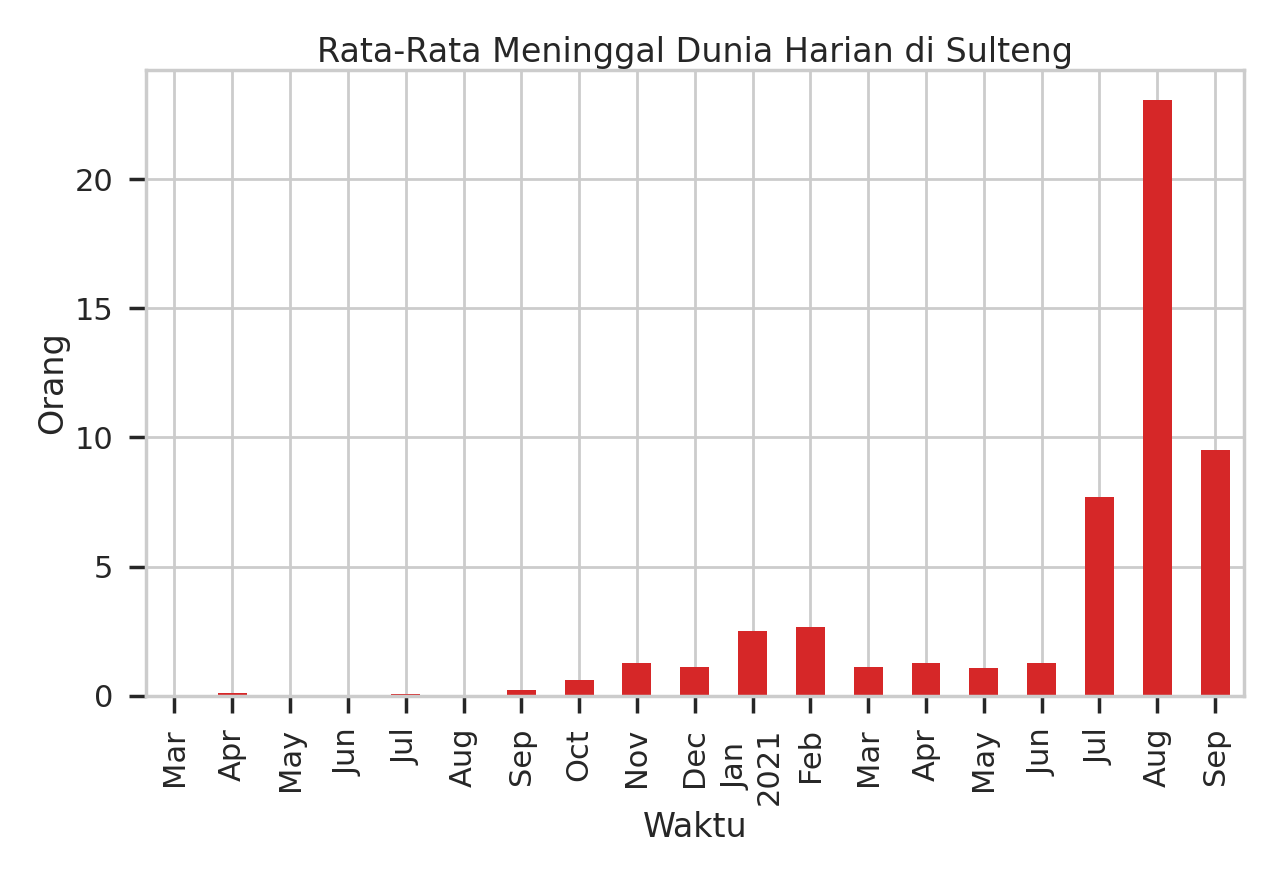 Rata-Rata Meninggal Dunia Harian di Sulteng
Orang
20
15
10
5
0
Mar
Apr
May
Jun
Jul
Aug
Sep
Oct
Nov
Dec
Jan
2021
Feb
Mar
Apr
May
Jun
Jul
Aug
Sep
Waktu